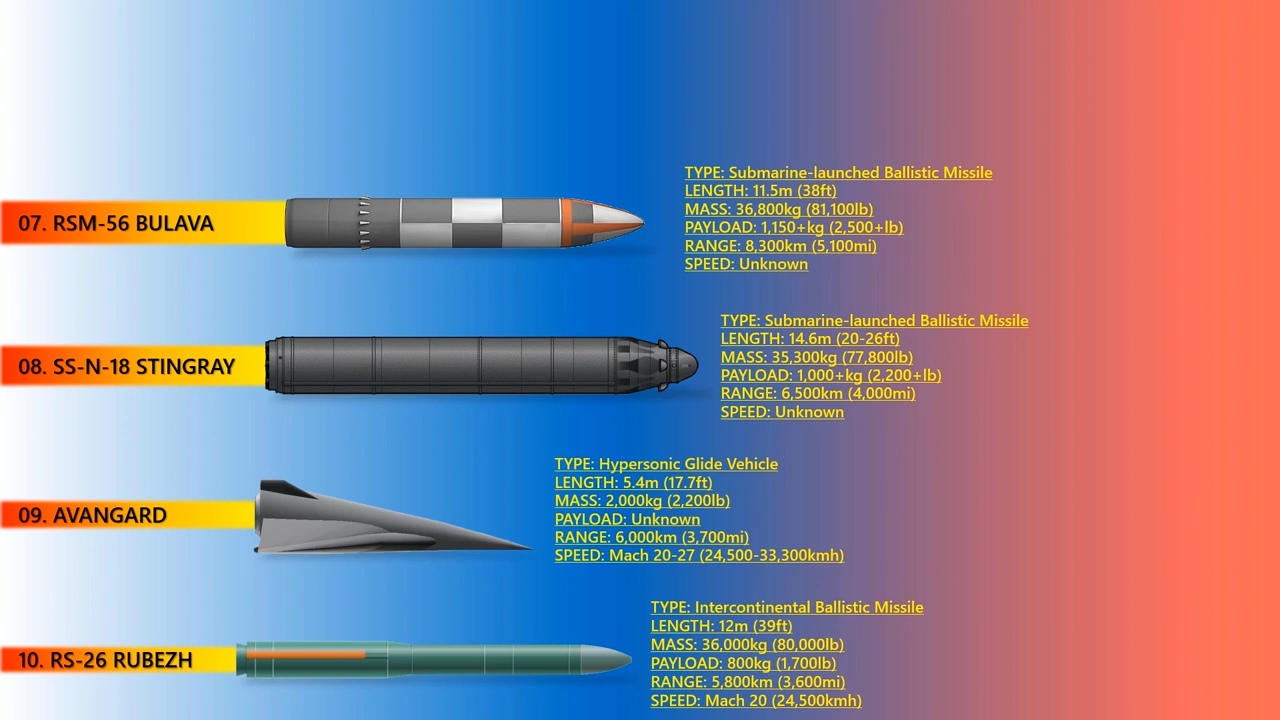 07. RSM-56 BULAVA
TYPE: Submarine-launched Ballistic Missile
LENGTH: 11.5m (38ft)
MASS: 36,800kg (81,100lb)
PAYLOAD: 1,150+kg (2,500+lb)
RANGE: 8,300km (5,100mi)
SPEED: Unknown
08. SS-N-18 STINGRAY
TYPE: Submarine-launched Ballistic Missile
LENGTH: 14.6m (20-26ft)
MASS: 35,300kg (77,800lb)
PAYLOAD: 1,000+kg (2,200+lb)
RANGE: 6,500km (4,000mi)
SPEED: Unknown
09. AVANGARD
TYPE: Hypersonic Glide Vehicle
LENGTH: 5.4m (17.7ft)
MASS: 2,000kg (2,200lb)
PAYLOAD: Unknown
RANGE: 6,000km (3,700mi)
SPEED: Mach 20-27 (24,500-33,300kmh)
10. RS-26 RUBEZH
TYPE: Intercontinental Ballistic Missile
LENGTH: 12m (39ft)
MASS: 36,000kg (80,000lb)
PAYLOAD: 800kg (1,700lb)
RANGE: 5,800km (3,600mi)
SPEED: Mach 20 (24,500kmh)